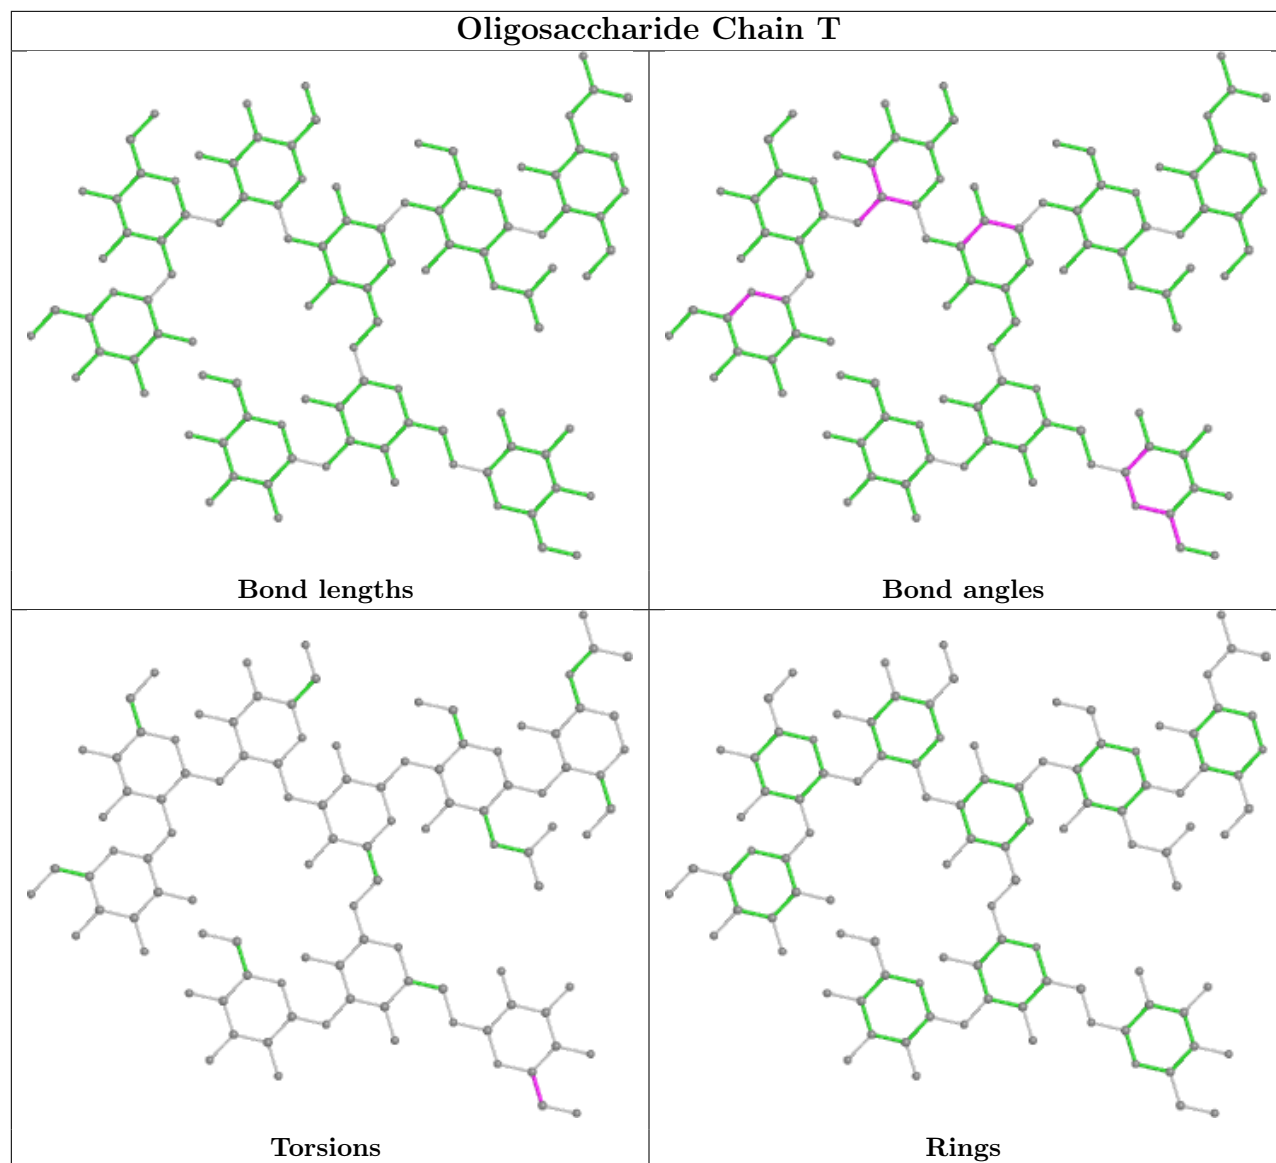 Oligosaccharide Chain T
Bond lengths
Bond angles
Torsions
Rings